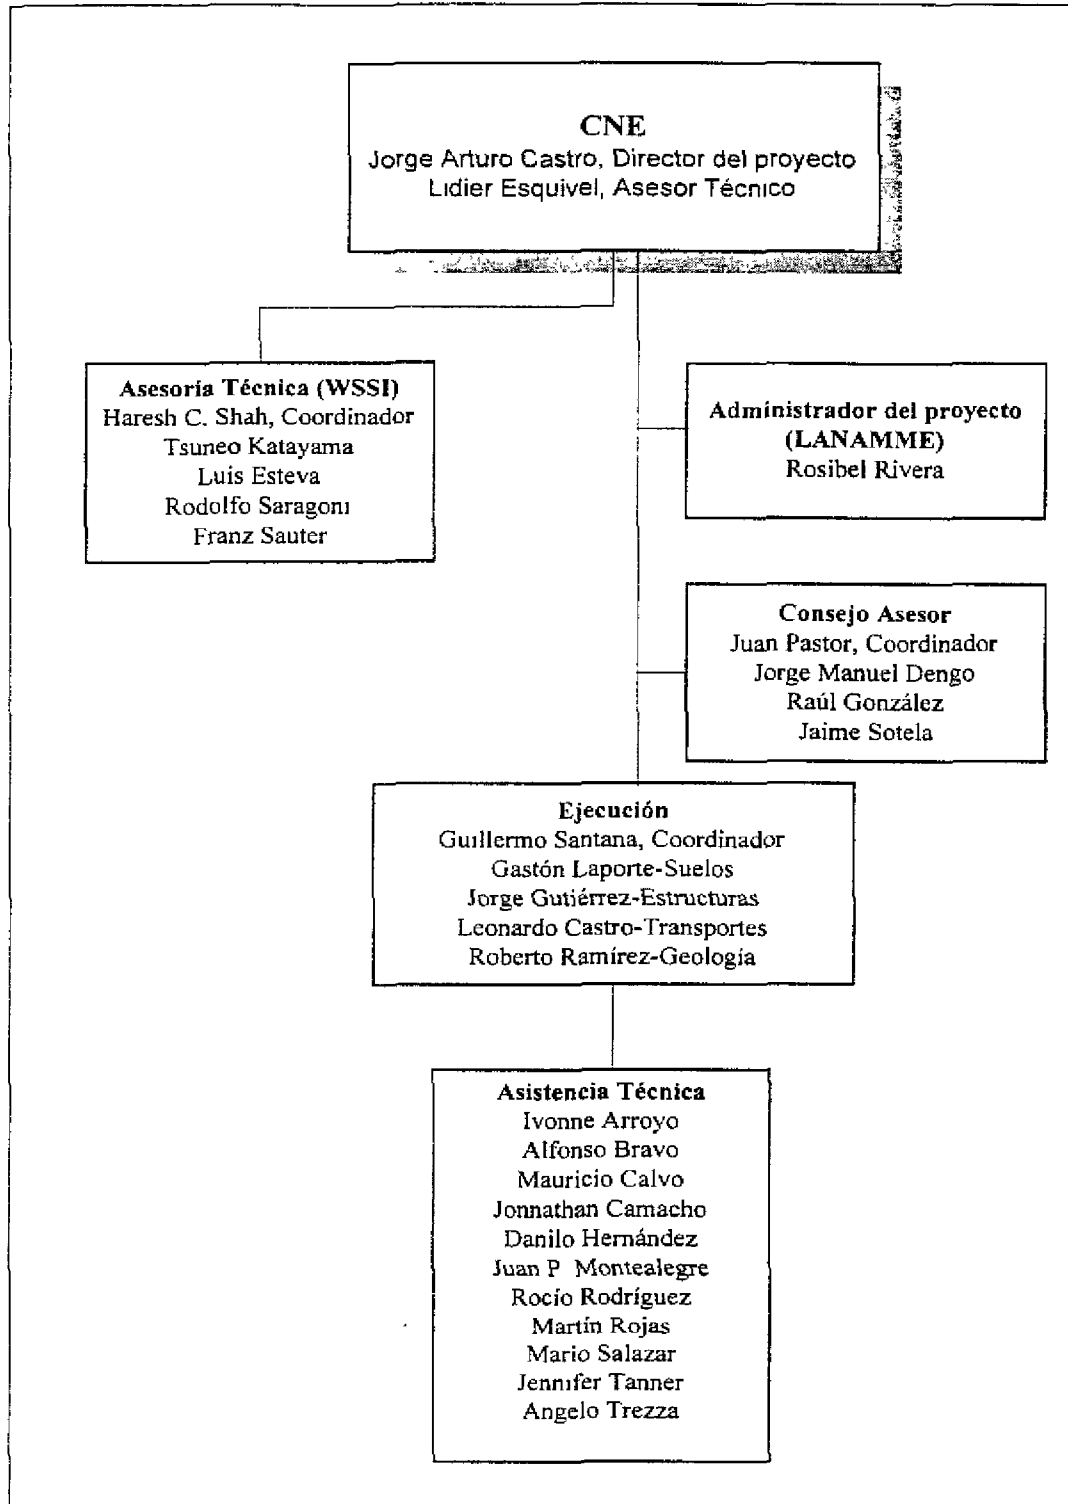 CNE
Jorge Arturo Castro, Director del proyecto
Lidier Esquivel, Asesor Técnico
Asesoría Técnica (WSSI)
Haresh C. Shah, Coordinador
Tsuneo Katayama
Luis Esteva
Rodolfo Saragoni
Franz Sauter
Administrador del proyecto
(LANAMME)
Rosibel Rivera
Consejo Asesor
Juan Pastor, Coordinador
Jorge Manuel Dengo
Raúl González
Jaime Sotela
Ejecución
Guillermo Santana, Coordinador
Gastón Laporte-Suelos
Jorge Gutiérrez-Estructuras
Leonardo Castro-Transportes
Roberto Ramírez-Geología
Asistencia Técnica
Ivonne Arroyo
Alfonso Bravo
Mauricio Calvo
Jonnathan Camacho
Danilo Hernández
Juan P Montealegre
Rocío Rodríguez
Martín Rojas
Mario Salazar
Jennifer Tanner
Angelo Trezza